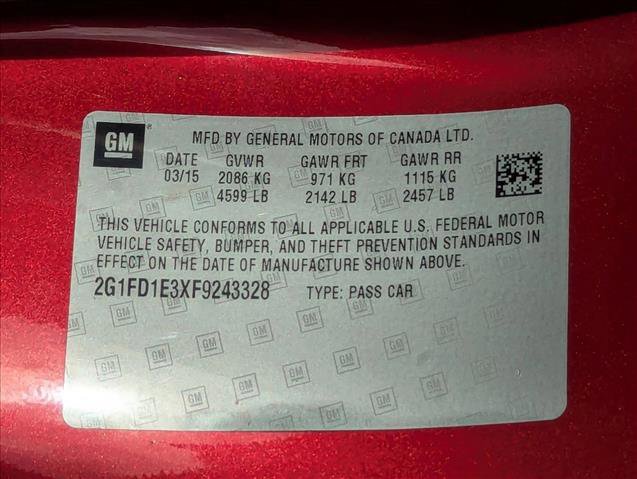 GM MFD BY GENERAL MOTORS OF CANADA LTD.
DATE GVWR GAWR FRT GAWR RR
03/15 2086 KG 971 KG 1115 KG
4599 LB 2142 LB 2457 LB
THIS VEHICLE CONFORMS TO ALL APPLICABLE U.S. FEDERAL MOTOR
VEHICLE SAFETY, BUMPER, AND THEFT PREVENTION STANDARDS IN
EFFECT ON THE DATE OF MANUFACTURE SHOWN ABOVE.
2G1FD1E3XF9243328 TYPE: PASS CAR